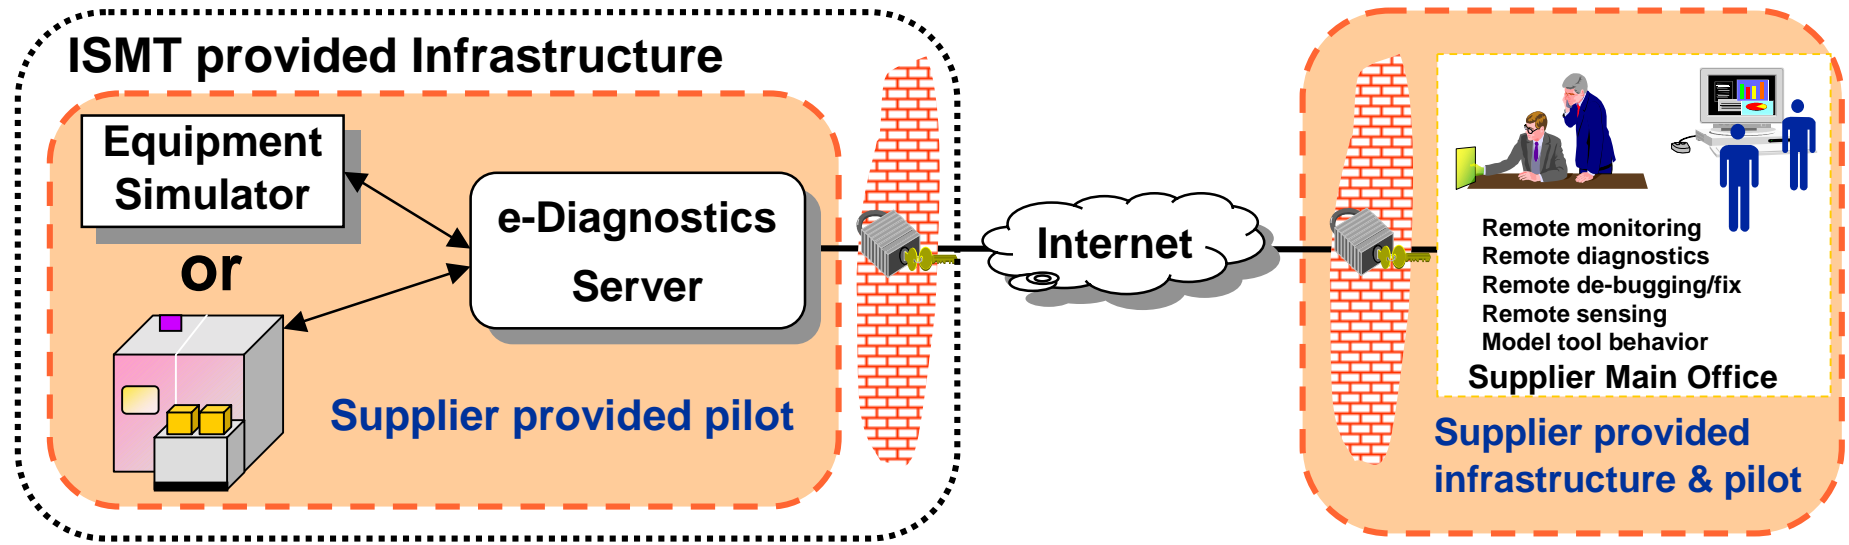 ISMT provided Infrastructure
Equipment
Simulator
or
e-Diagnostics
Server
Supplier provided pilot
Internet
Remote monitoring
Remote diagnostics
Remote de-bugging/fix
Remote sensing
Model tool behavior
Supplier Main Office
Supplier provided
infrastructure & pilot